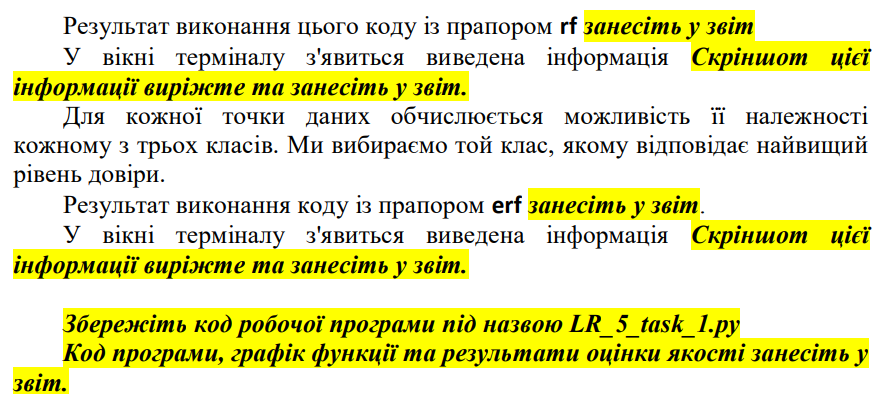 Результат виконання цього коду із прапором rf занесіть у звіт
У вікні терміналу з'явиться виведена інформація Скріншот цієї
інформації виріжте та занесіть у звіт.
Для кожної точки даних обчислюється можливість її належності
кожному з трьох класів. Ми вибираємо той клас, якому відповідає найвищий
рівень довіри.
Результат виконання коду із прапором erf занесіть у звіт.
У вікні терміналу з'явиться виведена інформація Скріншот цієї
інформації виріжте та занесіть у звіт.
Збережіть код робочої програми під назвою LR_5_task_1.py
Код програми, графік функції та результати оцінки якості занесіть у
звіт.